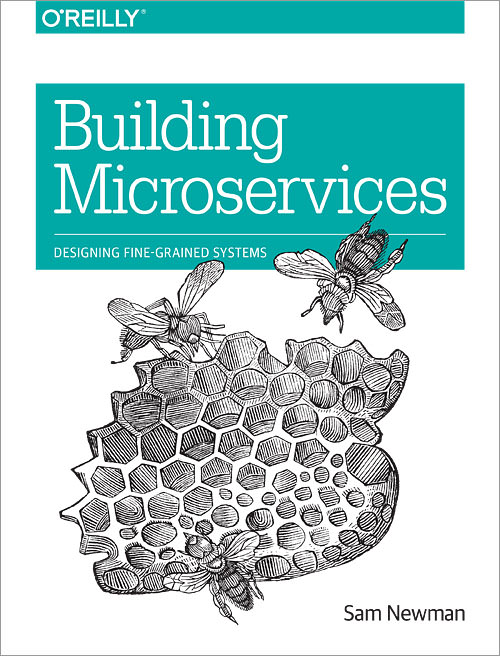 O'REILLY®
Building
Microservices
DESIGNING FINE-GRAINED SYSTEMS
Sam Newman